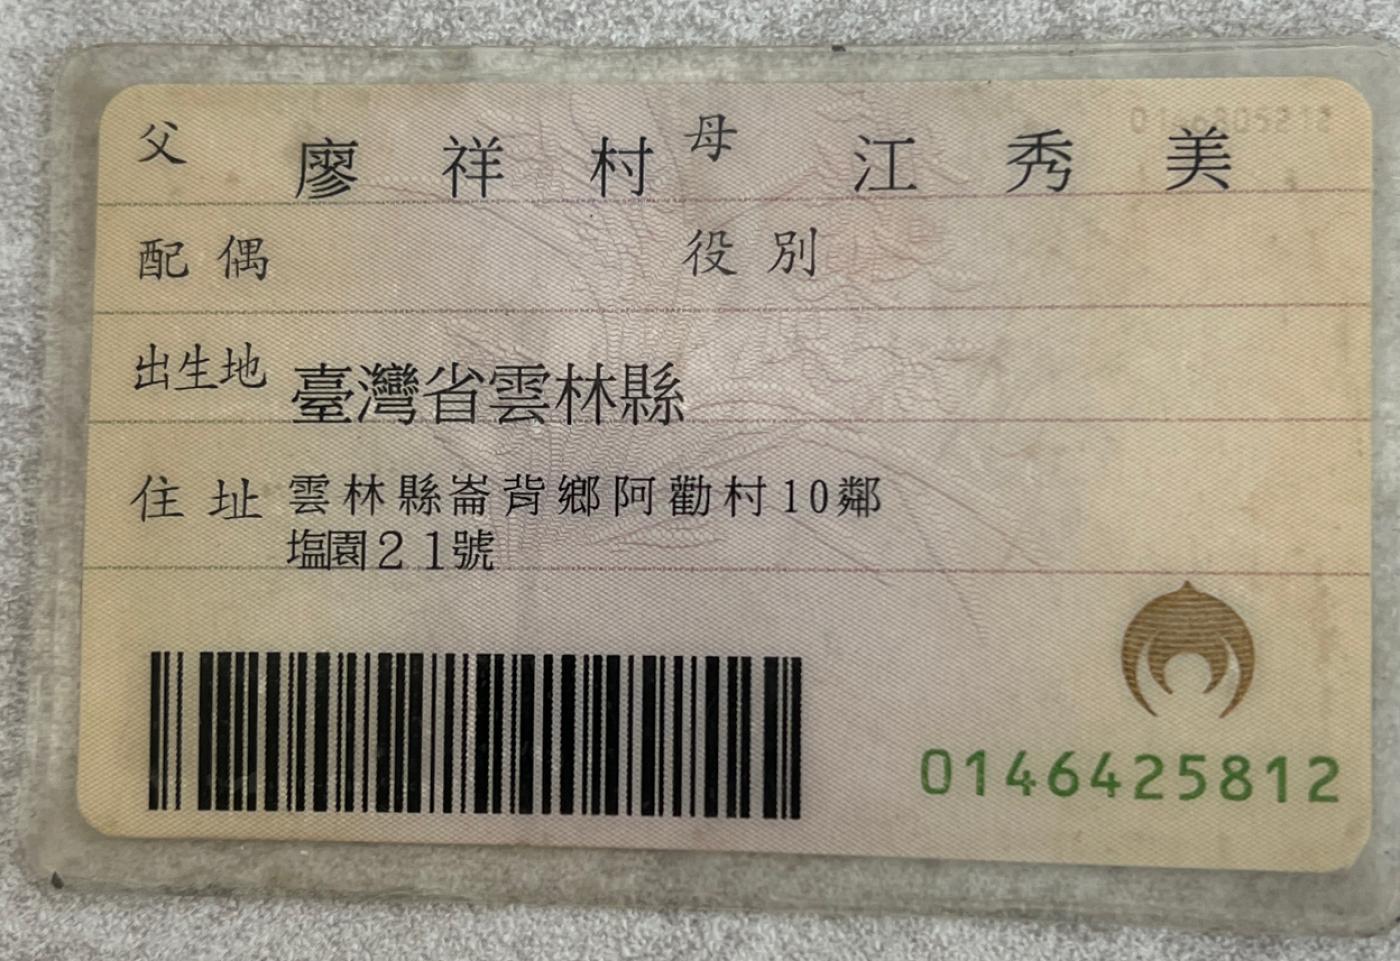 父 廖祥村 母 江秀美
配偶 役別
出生地 臺灣省雲林縣
住址 雲林縣崙背鄉阿勸村10鄰
塩園21號
0146425812